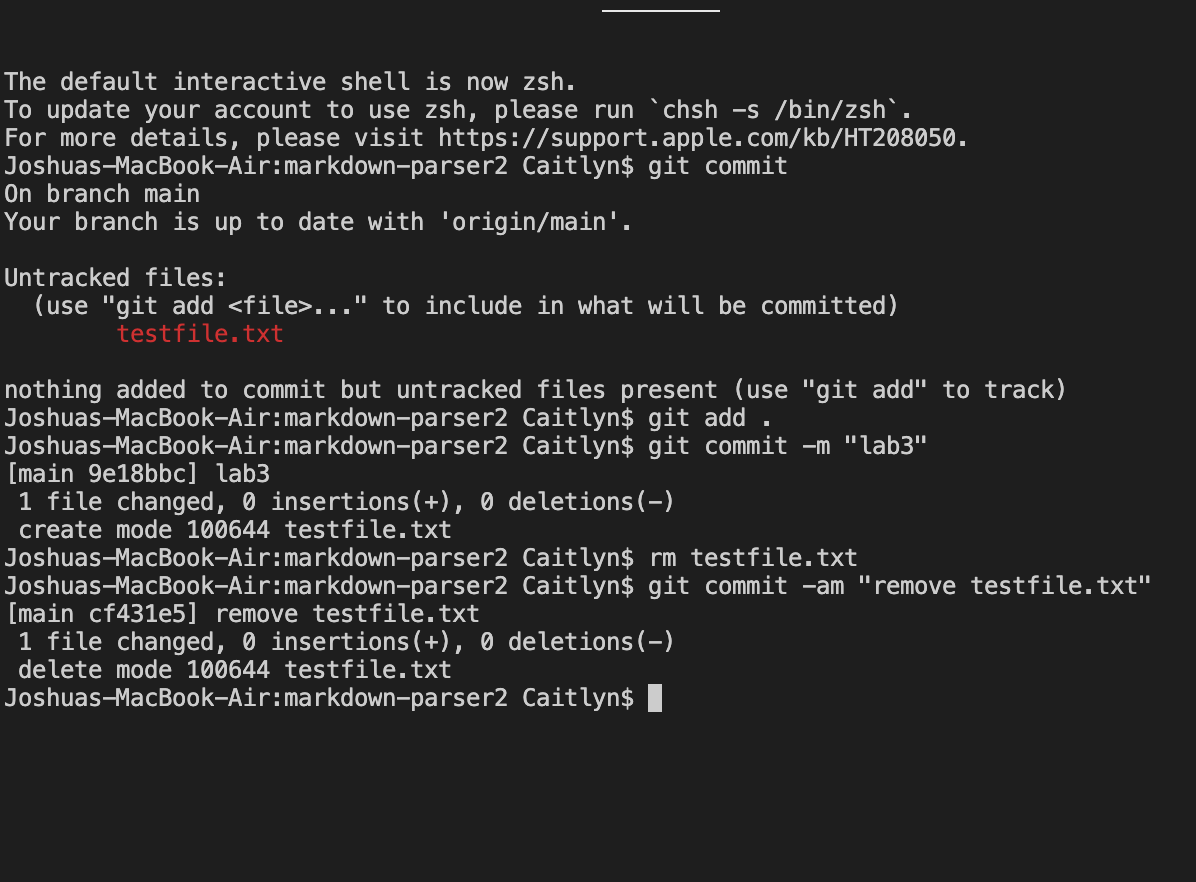 The default interactive shell is now zsh.
To update your account to use zsh, please run `chsh -s /bin/zsh`.
For more details, please visit https://support.apple.com/kb/HT208050.
Joshuas-MacBook-Air:markdown-parser2 Caitlyn$ git commit
On branch main
Your branch is up to date with 'origin/main'.

Untracked files:
  (use "git add <file>..." to include in what will be committed)
        testfile.txt

nothing added to commit but untracked files present (use "git add" to track)
Joshuas-MacBook-Air:markdown-parser2 Caitlyn$ git add .
Joshuas-MacBook-Air:markdown-parser2 Caitlyn$ git commit -m "lab3"
[main 9e18bbc] lab3
 1 file changed, 0 insertions(+), 0 deletions(-)
 create mode 100644 testfile.txt
Joshuas-MacBook-Air:markdown-parser2 Caitlyn$ rm testfile.txt
Joshuas-MacBook-Air:markdown-parser2 Caitlyn$ git commit -am "remove testfile.txt"
[main cf431e5] remove testfile.txt
 1 file changed, 0 insertions(+), 0 deletions(-)
 delete mode 100644 testfile.txt
Joshuas-MacBook-Air:markdown-parser2 Caitlyn$